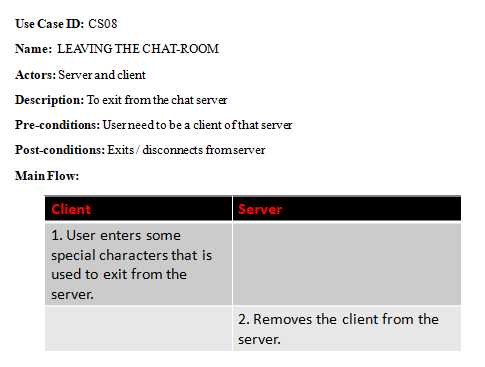 Use Case ID: CS08
Name: LEAVING THE CHAT-ROOM
Actors: Server and client
Description: To exit from the chat server
Pre-conditions: User need to be a client of that server
Post-conditions: Exits / disconnects from server
Main Flow:
Client Server
1. User enters some
special characters that is
used to exit from the
server.
2. Removes the client from the
server.